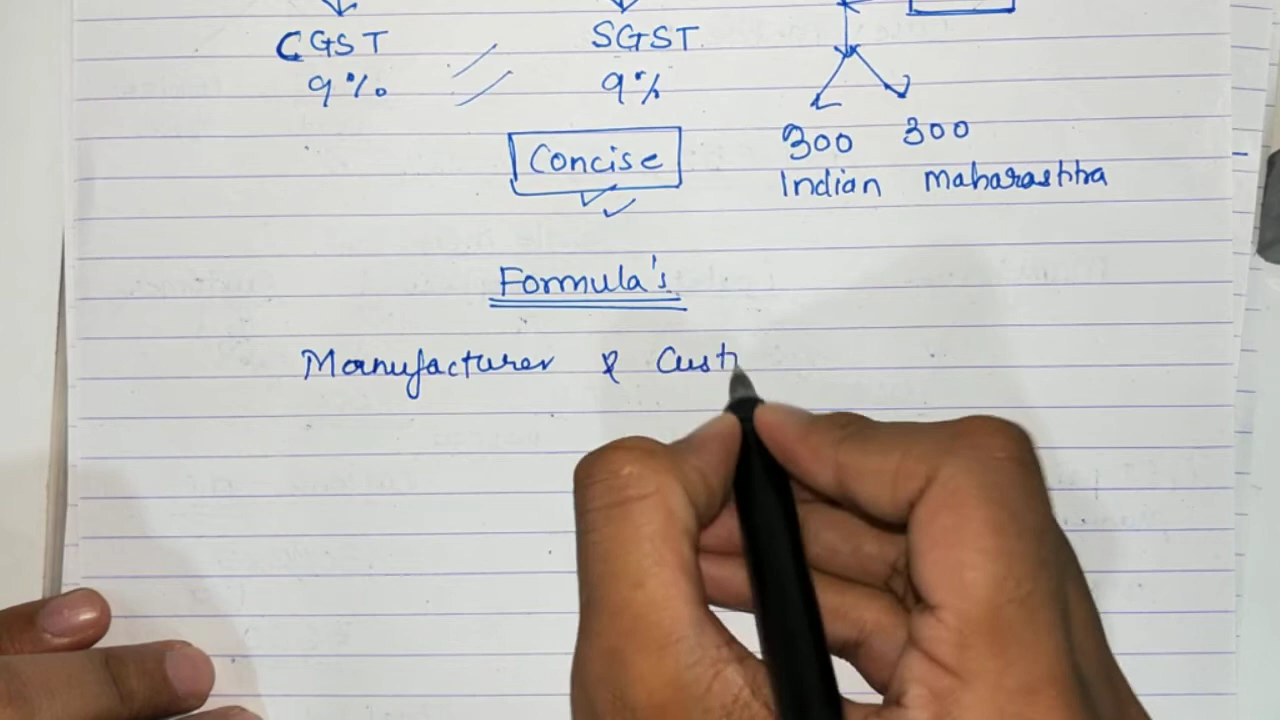 CGST SGST
9% 9%
300 300
Concise
Indian maharashtra
Formula's
Manufacturer & Cust